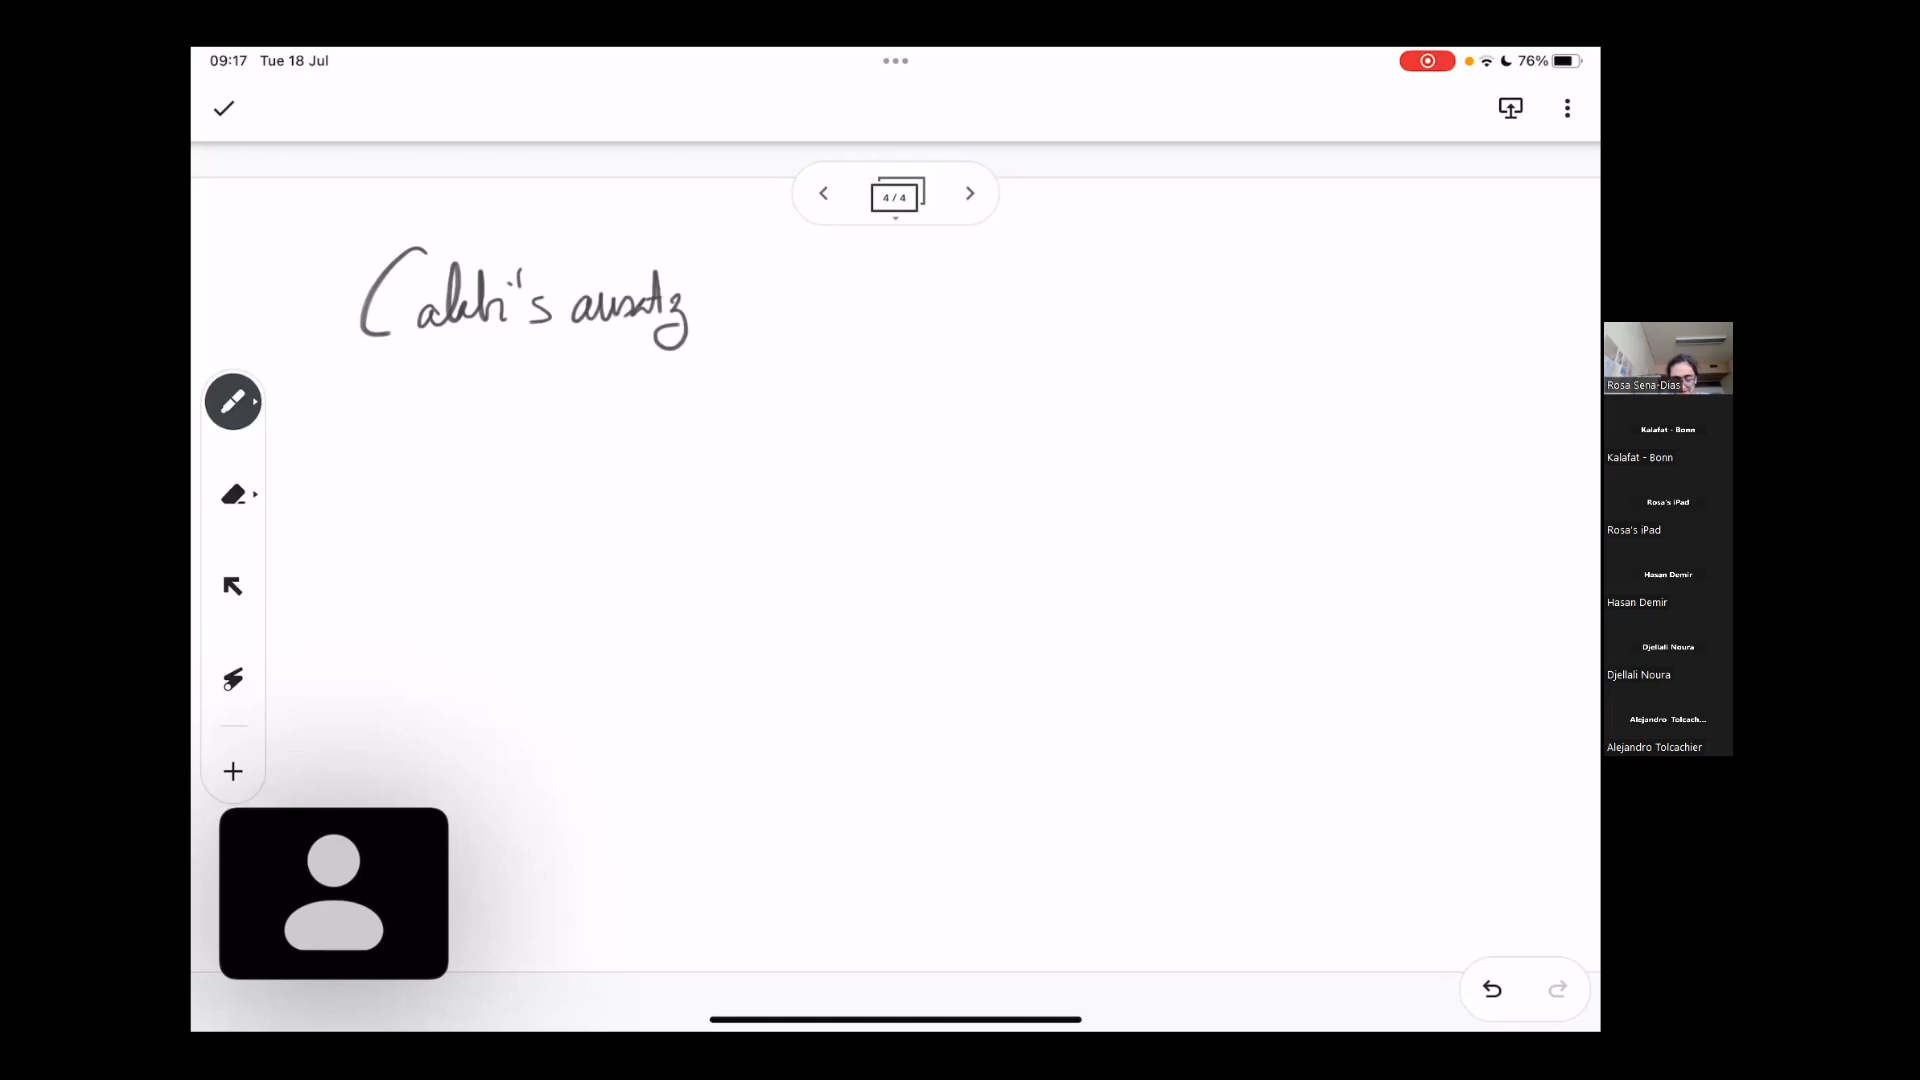 09:17 Tue 18 Jul
76%
4 / 4
Calabi's ansatz
Rosa Sena-Dias
Kalafat - Bonn
Kalafat - Bonn
Rosa's iPad
Rosa's iPad
Hasan Demir
Hasan Demir
Djellali Noura
Djellali Noura
Alejandro Tolcach...
Alejandro Tolcachier